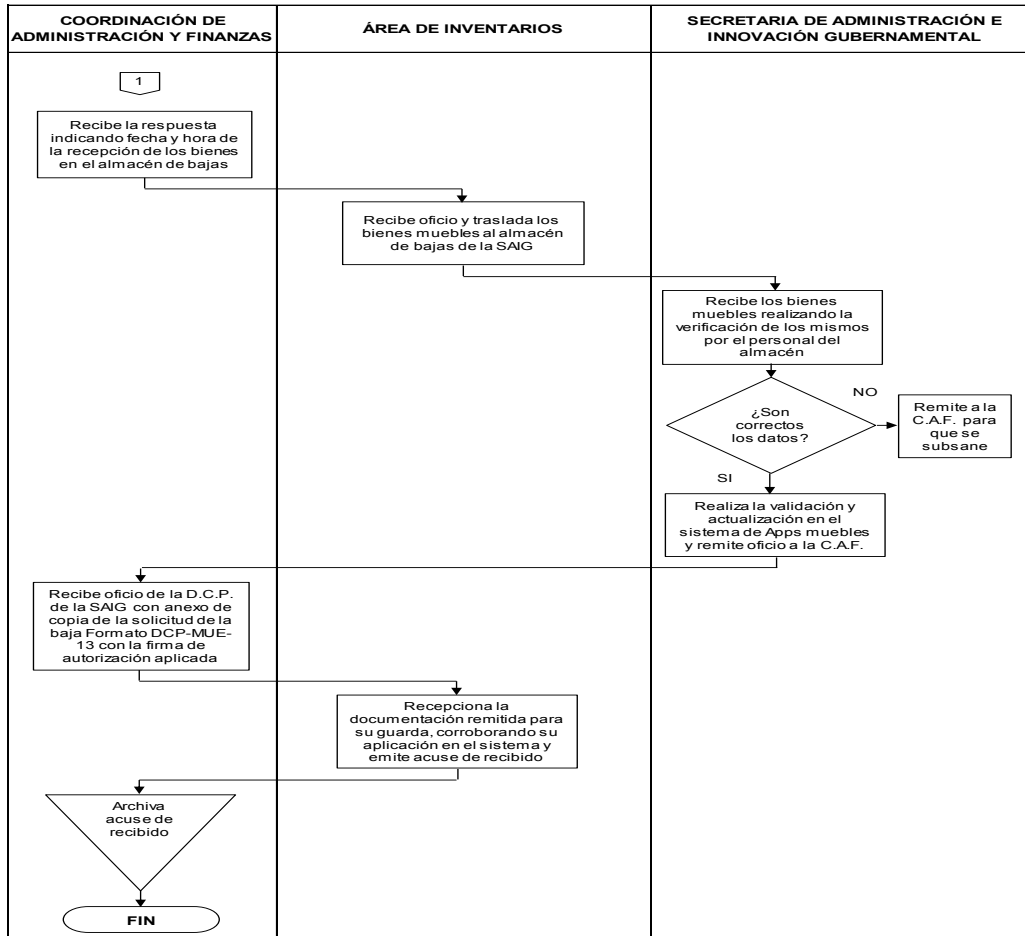 COORDINACIÓN DE
ADMINISTRACIÓN Y FINANZAS
ÁREA DE INVENTARIOS
SECRETARIA DE ADMINISTRACIÓN E
INNOVACIÓN GUBERNAMENTAL
1
Recibe la respuesta
indicando fecha y hora de
la recepción de los bienes
en el almacén de bajas
Recibe oficio y traslada los
bienes muebles al almacén
de bajas de la SAIG
Recibe los bienes
muebles realizando la
verificación de los mismos
por el personal del
almacén
¿Son
correctos
los datos?
NO
Remite a la
C.A.F. para
que se
subsane
SI
Realiza la validación y
actualización en el
sistema de Apps muebles
y remite oficio a la C.A.F.
Recibe oficio de la D.C.P.
de la SAIG con anexo de
copia de la solicitud de la
baja Formato DCP-MUE-
13 con la firma de
autorización aplicada
Recepciona la
documentación remitida para
su guarda, corroborando su
aplicación en el sistema y
emite acuse de recibido
Archiva
acuse de
recibido
FIN